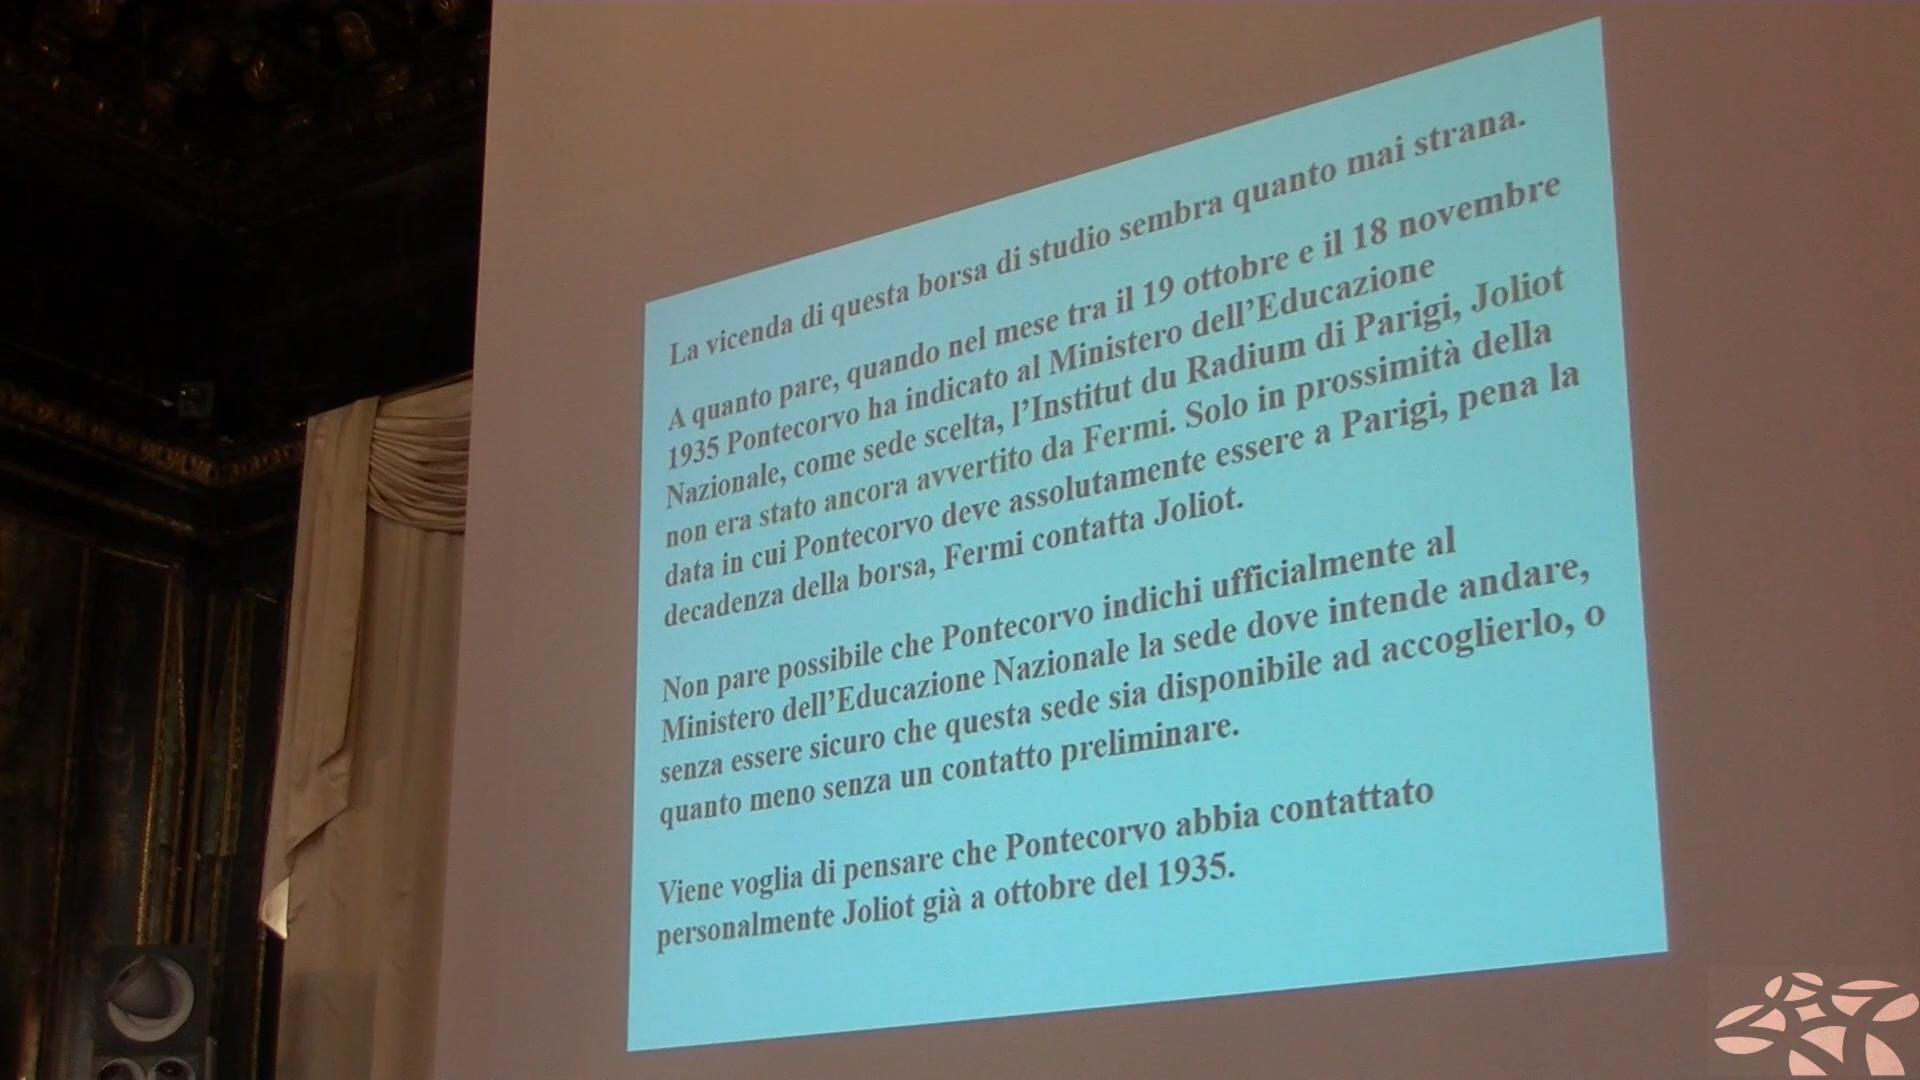 La vicenda di questa borsa di studio sembra quanto mai strana.
A quanto pare, quando nel mese tra il 19 ottobre e il 18 novembre
1935 Pontecorvo ha indicato al Ministero dell’Educazione
Nazionale, come sede scelta, l’Institut du Radium di Parigi, Joliot
non era stato ancora avvertito da Fermi. Solo in prossimità della
data in cui Pontecorvo deve assolutamente essere a Parigi, pena la
decadenza della borsa, Fermi contatta Joliot.
Non pare possibile che Pontecorvo indichi ufficialmente al
Ministero dell’Educazione Nazionale la sede dove intende andare,
senza essere sicuro che questa sede sia disponibile ad accoglierlo, o
quanto meno senza un contatto preliminare.
Viene voglia di pensare che Pontecorvo abbia contattato
personalmente Joliot già a ottobre del 1935.